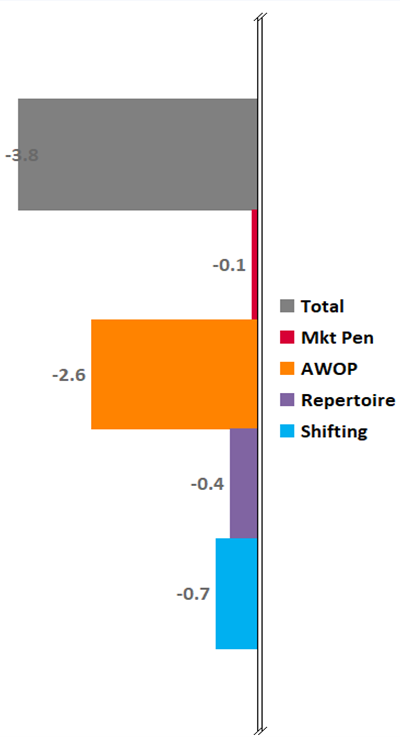 -3.8
-0.1
-2.6
-0.4
-0.7
Total
Mkt Pen
AWOP
Repertoire
Shifting